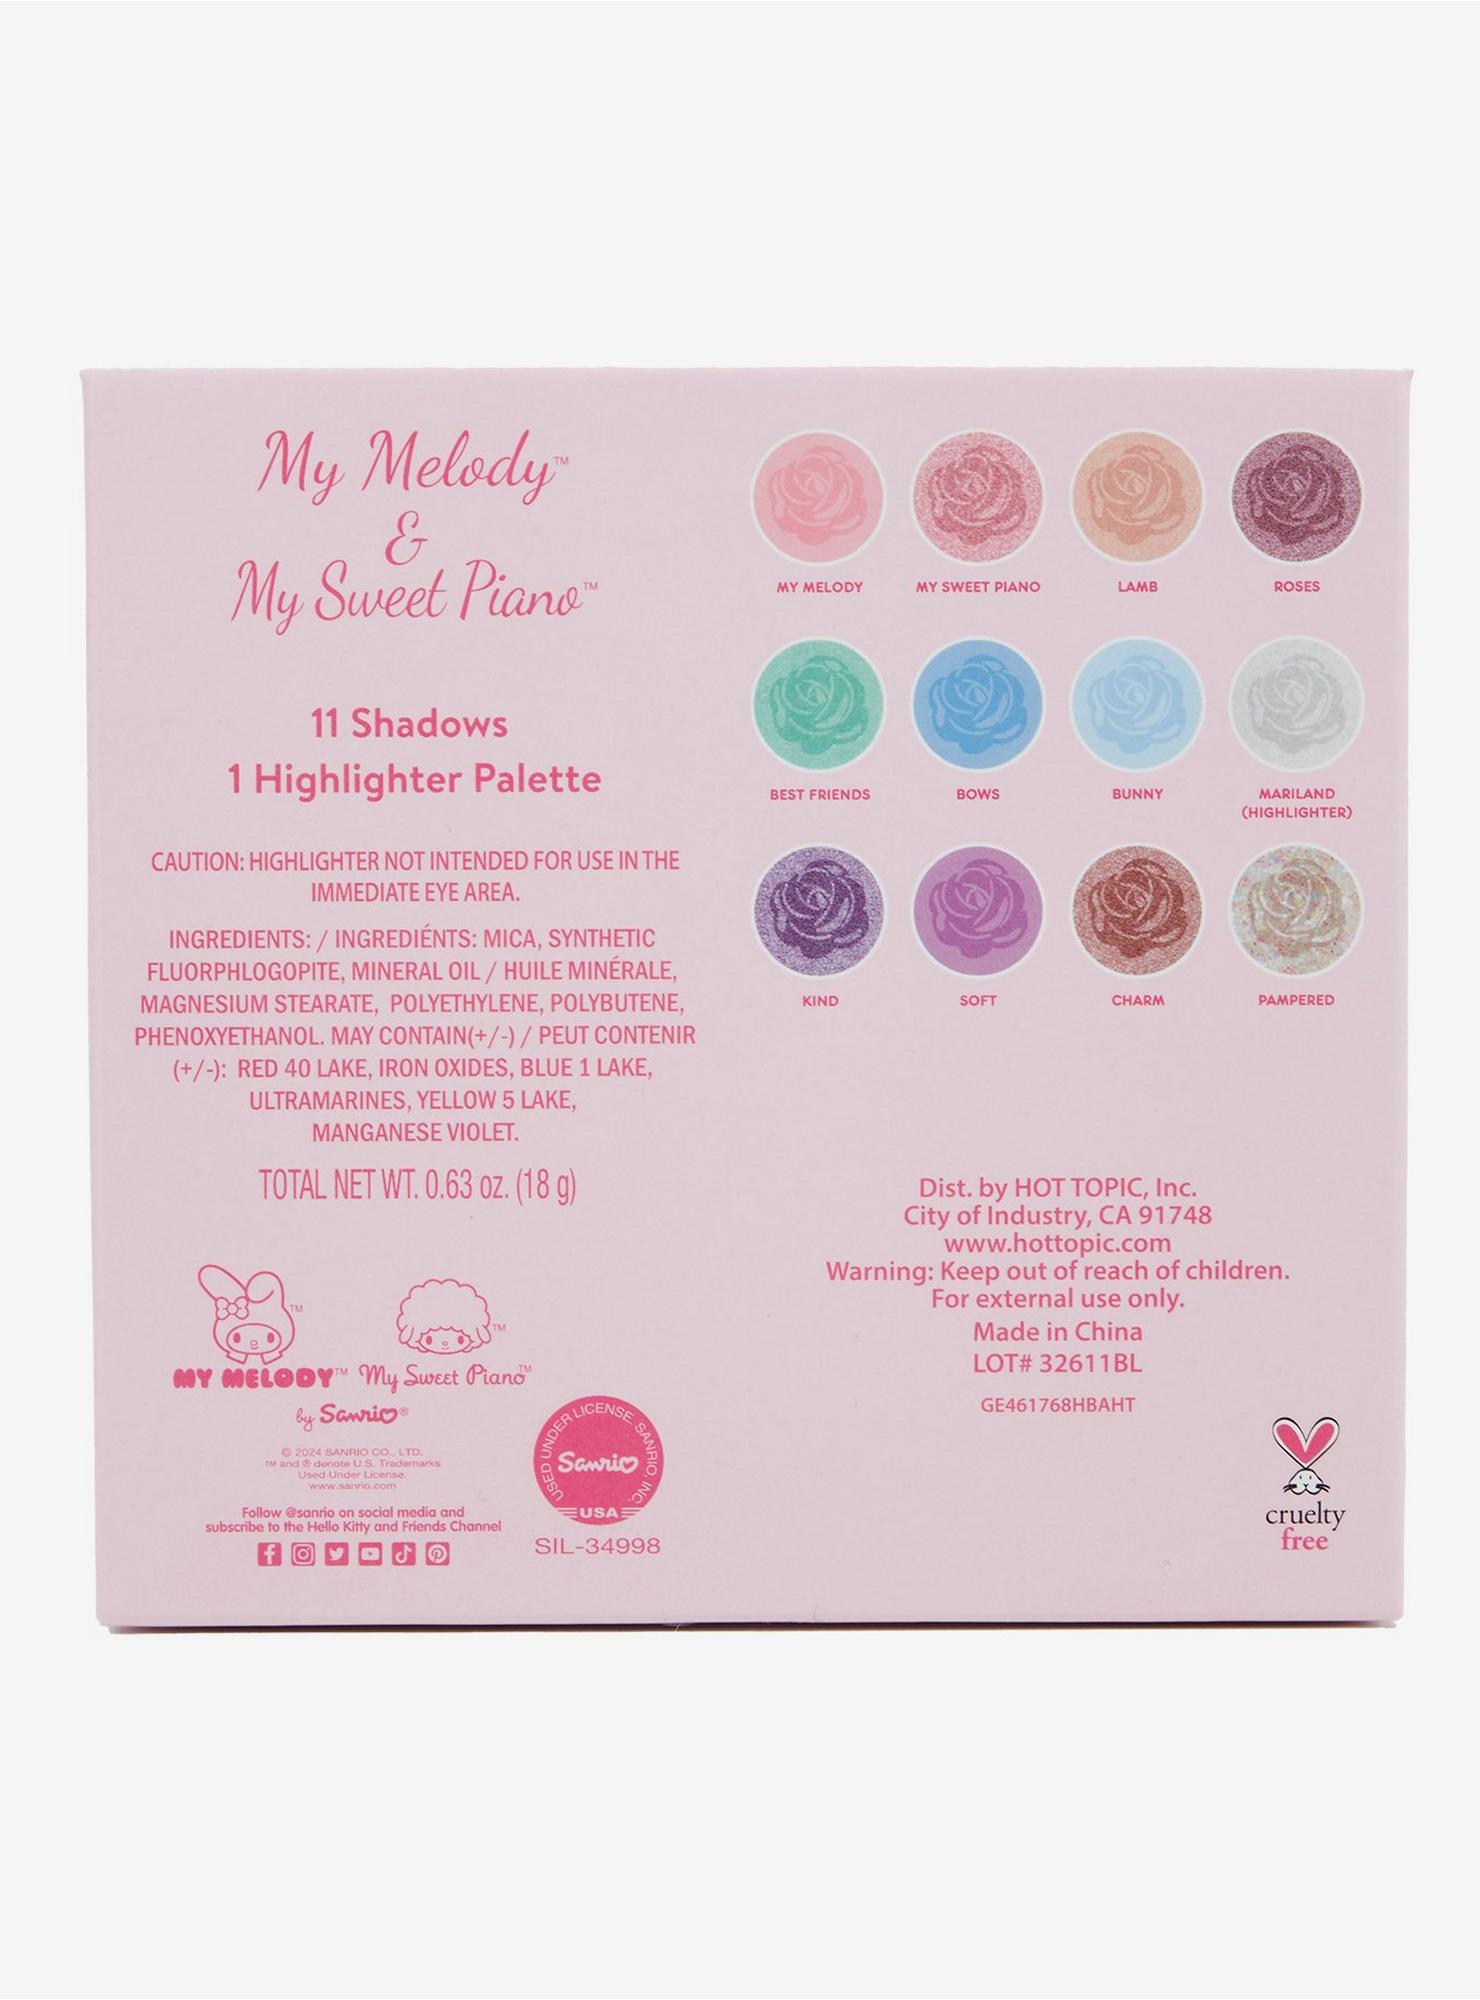 My Melody™
&
My Sweet Piano™
11 Shadows
1 Highlighter Palette
CAUTION: HIGHLIGHTER NOT INTENDED FOR USE IN THE
IMMEDIATE EYE AREA.
INGREDIENTS: / INGREDIÉNTS: MICA, SYNTHETIC
FLUORPHLOGOPITE, MINERAL OIL / HUILE MINÉRALE,
MAGNESIUM STEARATE, POLYETHYLENE, POLYBUTENE,
PHENOXYETHANOL. MAY CONTAIN(+/-) / PEUT CONTENIR
(+/-): RED 40 LAKE, IRON OXIDES, BLUE 1 LAKE,
ULTRAMARINES, YELLOW 5 LAKE,
MANGANESE VIOLET.
TOTAL NET WT. 0.63 oz. (18 g)
™ ™
MY MELODY™ My Sweet Piano™
by Sanrio®
© 2024 SANRIO CO., LTD.
TM and ® denote U.S. Trademarks
Used Under License.
www.sanrio.com
Follow @sanrio on social media and
subscribe to the Hello Kitty and Friends Channel
USED UNDER LICENSE. SANRIO, INC.
Sanrio
USA
SIL-34998
MY MELODY MY SWEET PIANO LAMB ROSES
BEST FRIENDS BOWS BUNNY MARILAND
(HIGHLIGHTER)
KIND SOFT CHARM PAMPERED
Dist. by HOT TOPIC, Inc.
City of Industry, CA 91748
www.hottopic.com
Warning: Keep out of reach of children.
For external use only.
Made in China
LOT# 32611BL
GE461768HBAHT
cruelty
free